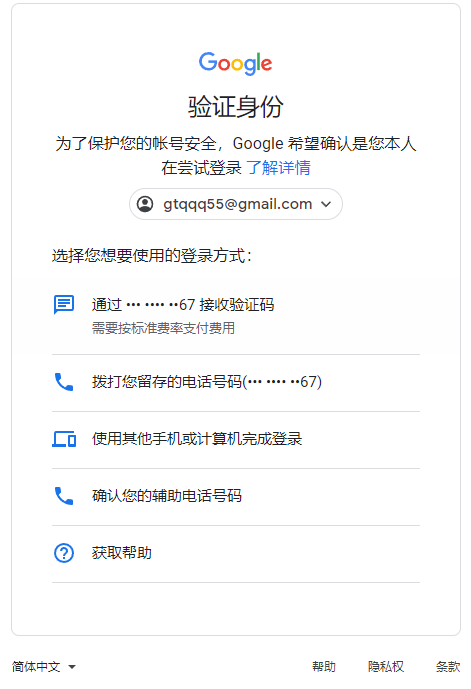 Google
验证身份
为了保护您的帐号安全，Google 希望确认是您本人
在尝试登录 了解详情
gtqqq55@gmail.com
选择您想要使用的登录方式：
通过 ••• •••• ••67 接收验证码
需要按标准费率支付费用
拨打您留存的电话号码(••• •••• ••67)
使用其他手机或计算机完成登录
确认您的辅助电话号码
获取帮助
简体中文 帮助 隐私权 条款